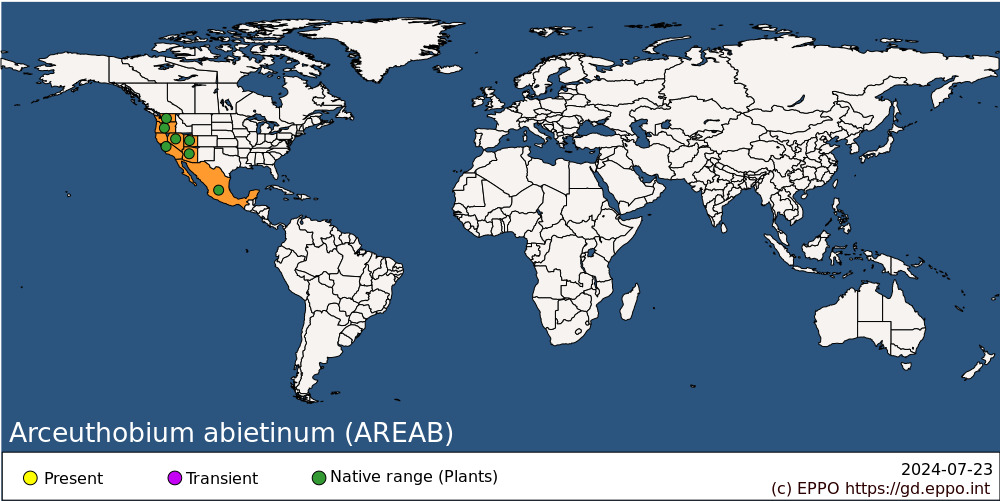 Arceuthobium abietinum (AREAB)
Present
Transient
Native range (Plants)
2024-07-23
(c) EPPO https://gd.eppo.int